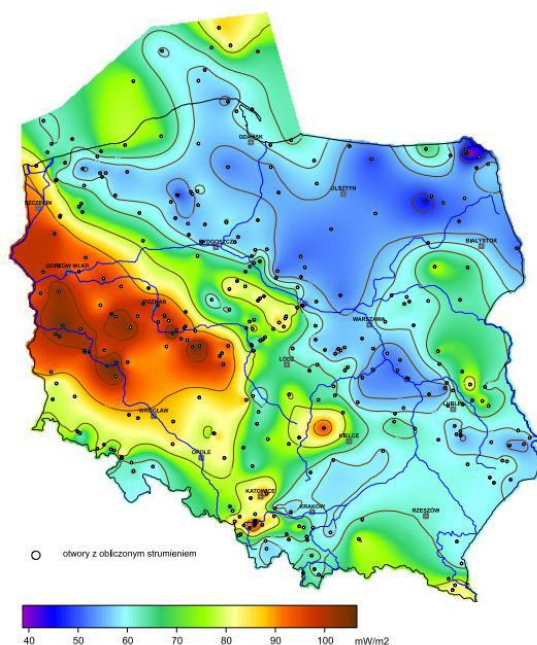 GDAŃSK
OLSZTYN
SZCZECIN
BYDGOSZCZ
BIAŁYSTOK
GORZÓW WLKP.
POZNAŃ
WARSZAWA
ŁÓDŹ
LUBLIN
WROCŁAW
KIELCE
OPOLE
KATOWICE
KRAKÓW
RZESZÓW
otwory z obliczonym strumieniem
40 50 60 70 80 90 100 mW/m2